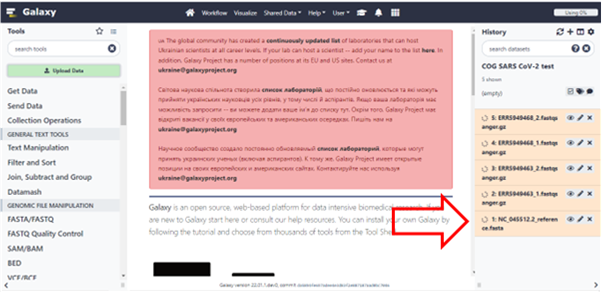 Galaxy
Workflow Visualize Shared Data Help User
Using 0%
Tools
search tools
Upload Data
Get Data
Send Data
Collection Operations
GENERAL TEXT TOOLS
Text Manipulation
Filter and Sort
Join, Subtract and Group
Datamash
GENOMIC FILE MANIPULATION
FASTA/FASTQ
FASTQ Quality Control
SAM/BAM
BED
VCF/BCF
The global community has created a continuously updated list of laboratories that can host
Ukrainian scientists at all career levels. If your lab can host a scientist -- add your name to the list here. In
addition, Galaxy Project has a number of positions at its EU and US sites. Contact us at
ukraine@galaxyproject.org
Світова наукова спільнота створила список лабораторій, що постійно оновлюється та які можуть
прийняти українських науковців усіх рівнів, у тому числі й аспірантів. Якщо ваша лабораторія має
можливість запросити -- ви можете додати ваше ім'я до списку тут. Окрім того, Galaxy Project має
відкриті вакансії у своїх європейських та американських осередках. Пишіть нам на
ukraine@galaxyproject.org
Научное сообщество создало постоянно обновляемый список лабораторий, которые могут
принять украинских ученых (включая аспирантов). К тому же, Galaxy Project имеет открытые
позиции на своих европейских и американских сайтах. Контактируйте нас используя
ukraine@galaxyproject.org
Galaxy is an open source, web-based platform for data intensive biomedical research. If you
are new to Galaxy start here or consult our help resources. You can install your own Galaxy by
following the tutorial and choose from thousands of tools from the Tool Shed.
Galaxy version 22.01.1.dev0, commit
History
search datasets
COG SARS CoV-2 test
5 shown
(empty)
5: ERR5949468_2.fastqs
anger.gz
4: ERR5949468_1.fastqs
anger.gz
3: ERR5949463_2.fastqs
anger.gz
2: ERR5949463_1.fastqs
anger.gz
1: NC_045512.2_refere
nce.fasta